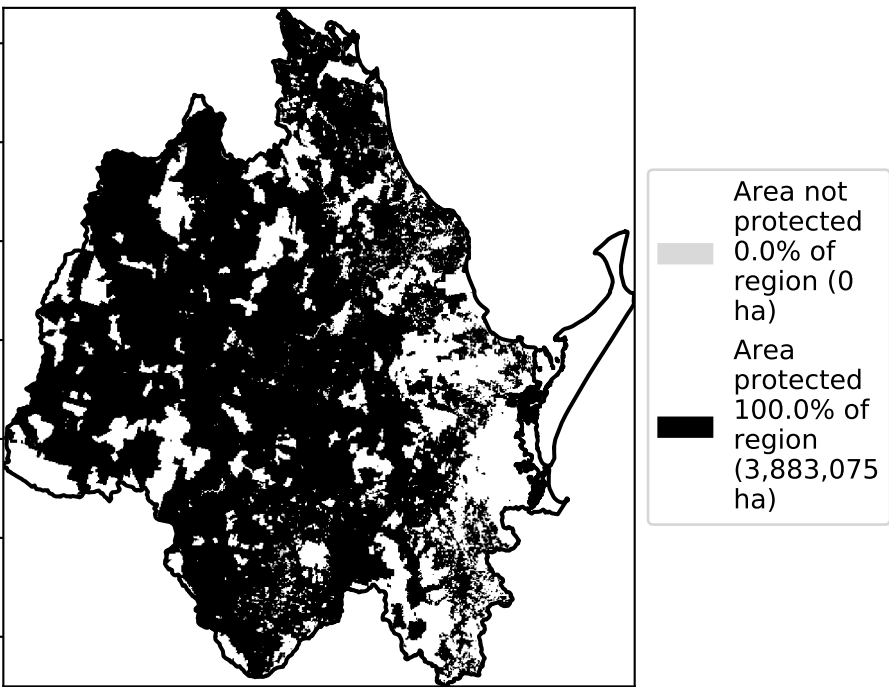 Area not
protected
0.0% of
region (0
ha)
Area
protected
100.0% of
region
(3,883,075
ha)